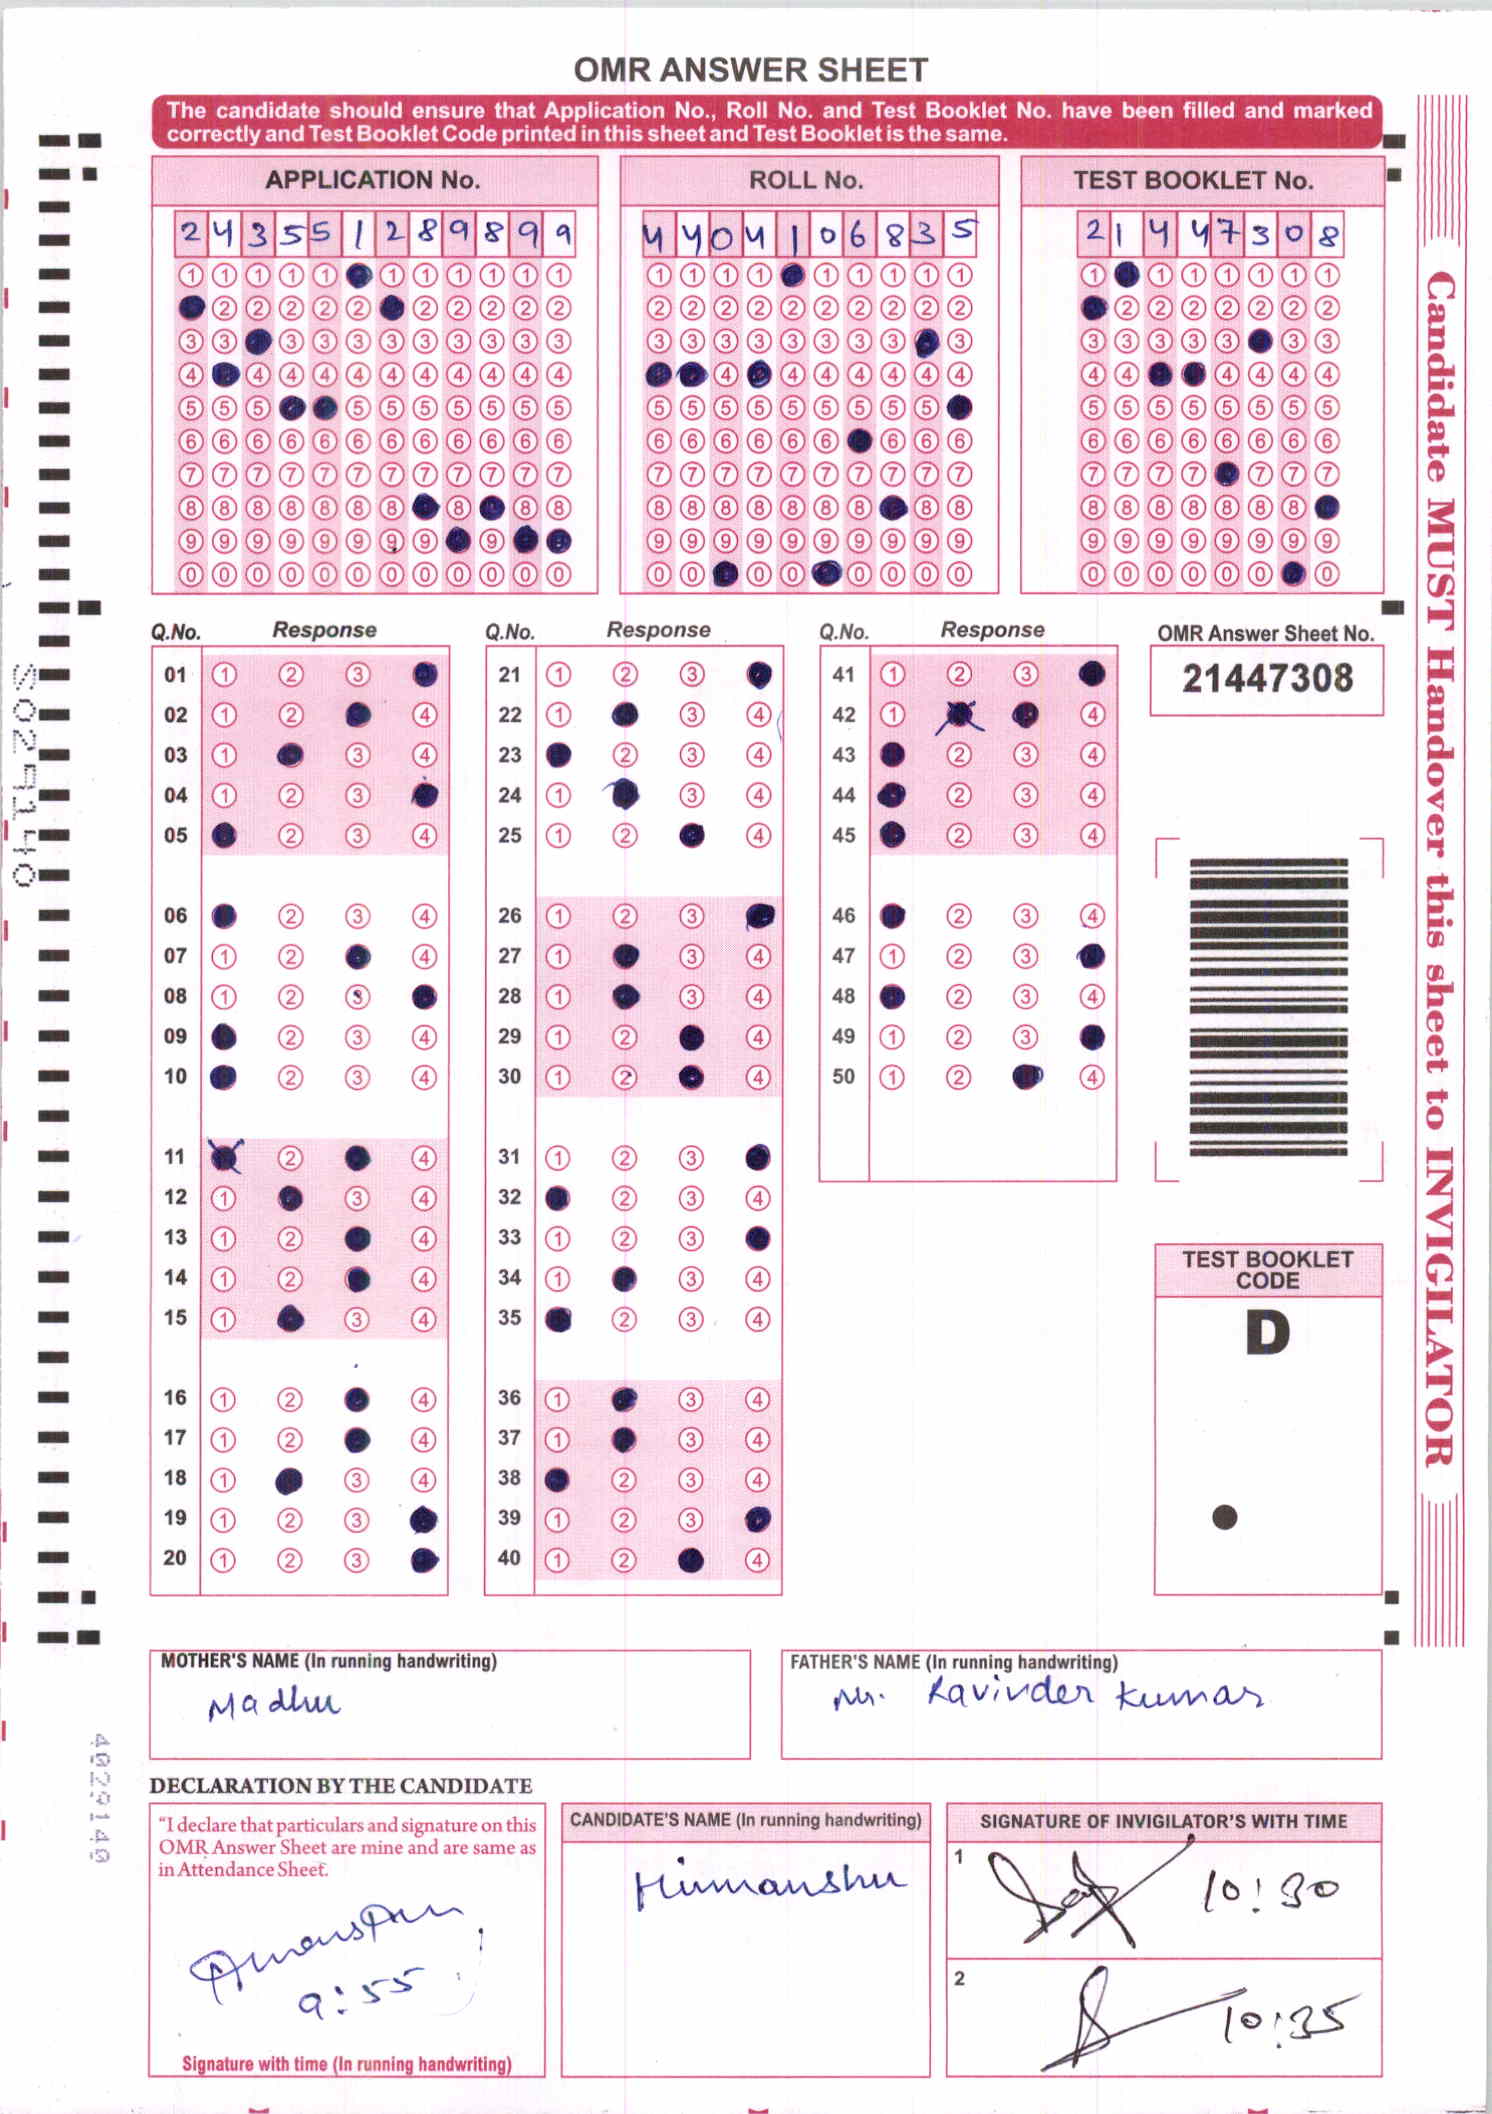 OMR ANSWER SHEET
The candidate should ensure that Application No., Roll No. and Test Booklet No. have been filled and marked
correctly and Test Booklet Code printed in this sheet and Test Booklet is the same.
APPLICATION No. ROLL No. TEST BOOKLET No.
2 4 3 5 5 1 2 8 9 8 9 9 4 4 0 4 1 0 6 8 3 5 2 1 4 4 7 3 0 8
Q.No. Response Q.No. Response Q.No. Response OMR Answer Sheet No.
21447308
01 1 2 3 21 1 2 3 41 1 2 3
02 1 2 4 22 1 3 4 42 1 4
03 1 3 4 23 2 3 4 43 2 3 4
04 1 2 3 24 1 3 4 44 2 3 4
05 2 3 4 25 1 2 4 45 2 3 4
06 2 3 4 26 1 2 3 46 2 3 4
07 1 2 4 27 1 3 4 47 1 2 3
08 1 2 3 28 1 3 4 48 2 3 4
09 2 3 4 29 1 2 4 49 1 2 3
10 2 3 4 30 1 2 4 50 1 2 4
11 2 4 31 1 2 3
12 1 3 4 32 2 3 4
13 1 2 4 33 1 2 3
14 1 2 4 34 1 3 4
15 1 3 4 35 2 3 4
16 1 2 4 36 1 3 4
17 1 2 4 37 1 3 4
18 1 3 4 38 2 3 4
19 1 2 3 39 1 2 3
20 1 2 3 40 1 2 4
TEST BOOKLET
CODE
D
Candidate MUST Handover this sheet to INVIGILATOR
MOTHER'S NAME (In running handwriting)
Madhu
FATHER'S NAME (In running handwriting)
Mr. Ravinder Kumar
4029140
DECLARATION BY THE CANDIDATE
"I declare that particulars and signature on this
OMR Answer Sheet are mine and are same as
in Attendance Sheet.
9:55
Signature with time (In running handwriting)
CANDIDATE'S NAME (In running handwriting)
Himanshu
SIGNATURE OF INVIGILATOR'S WITH TIME
1 10:30
2 10:35